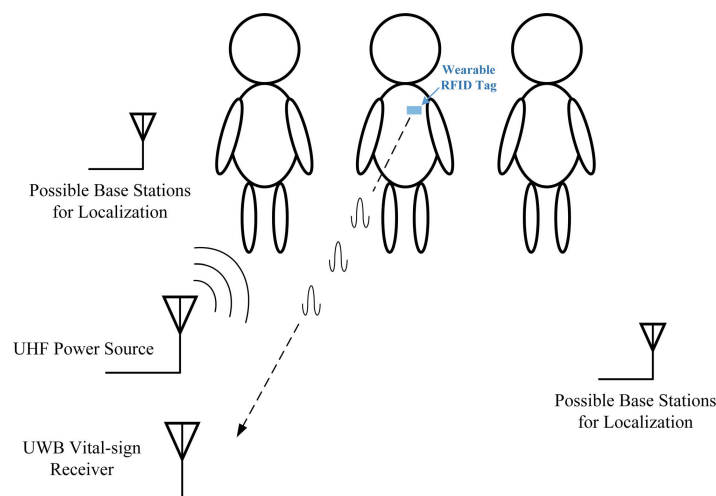 Wearable
RFID Tag
Possible Base Stations
for Localization
UHF Power Source
Possible Base Stations
for Localization
UWB Vital-sign
Receiver